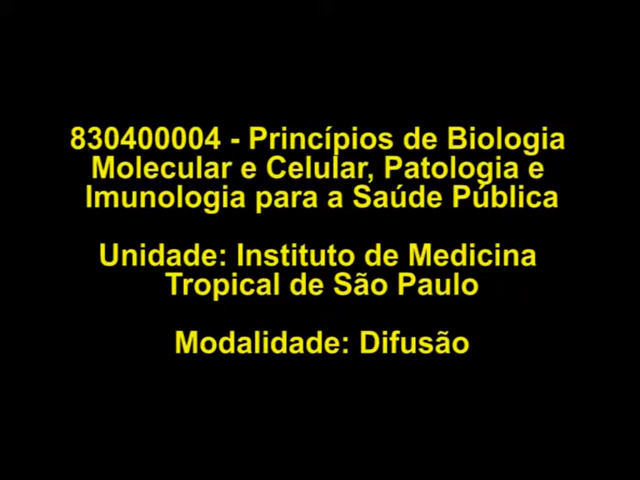 830400004 - Princípios de Biologia
Molecular e Celular, Patologia e
Imunologia para a Saúde Pública
Unidade: Instituto de Medicina
Tropical de São Paulo
Modalidade: Difusão